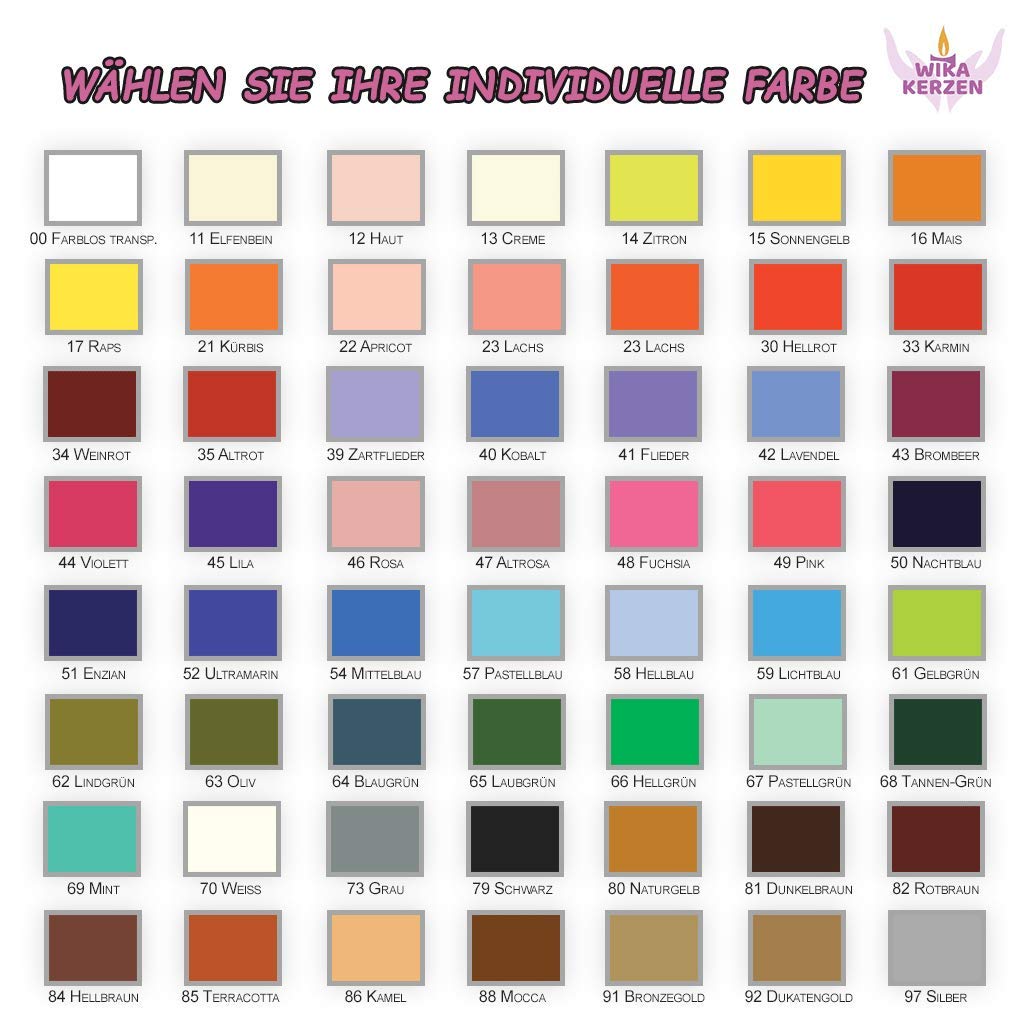 WÄHLEN SIE IHRE INDIVIDUELLE FARBE
WIKA
KERZEN
00 Farblos transp. 11 Elfenbein 12 Haut 13 Creme 14 Zitron 15 Sonnengelb 16 Mais
17 Raps 21 Kürbis 22 Apricot 23 Lachs 23 Lachs 30 Hellrot 33 Karmin
34 Weinrot 35 Altrot 39 Zartflieder 40 Kobalt 41 Flieder 42 Lavendel 43 Brombeer
44 Violett 45 Lila 46 Rosa 47 Altrosa 48 Fuchsia 49 Pink 50 Nachtblau
51 Enzian 52 Ultramarin 54 Mittelblau 57 Pastellblau 58 Hellblau 59 Lichtblau 61 Gelbgrün
62 Lindgrün 63 Oliv 64 Blaugrün 65 Laubgrün 66 Hellgrün 67 Pastellgrün 68 Tannen-Grün
69 Mint 70 Weiss 73 Grau 79 Schwarz 80 Naturgelb 81 Dunkelbraun 82 Rotbraun
84 Hellbraun 85 Terracotta 86 Kamel 88 Mocca 91 Bronzegold 92 Dukatengold 97 Silber